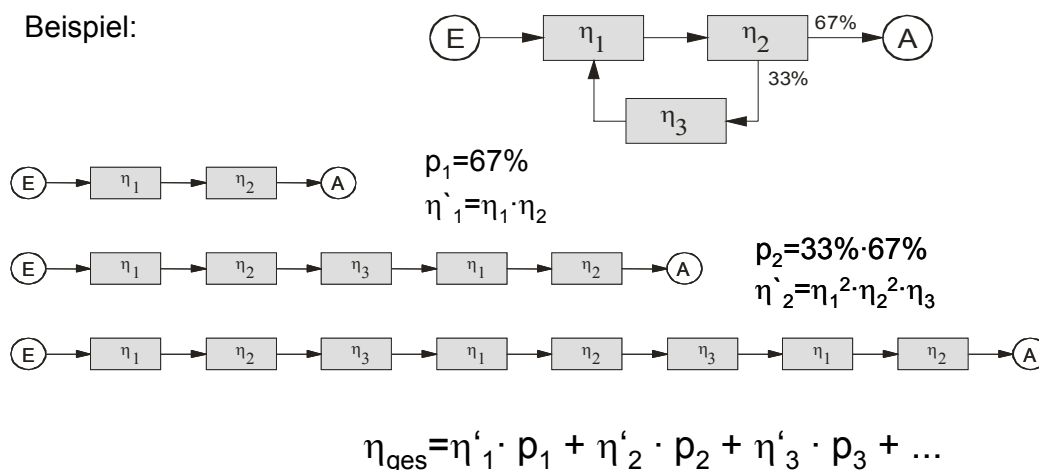 Beispiel:
E η₁ η₂ 67% A
33%
η₃
p₁=67%
E η₁ η₂ A
η`₁=η₁·η₂
p₂=33%·67%
E η₁ η₂ η₃ η₁ η₂ A
η`₂=η₁²·η₂²·η₃
E η₁ η₂ η₃ η₁ η₂ η₃ η₁ η₂ A
ηges=η‘₁· p₁ + η‘₂ · p₂ + η‘₃ · p₃ + ...